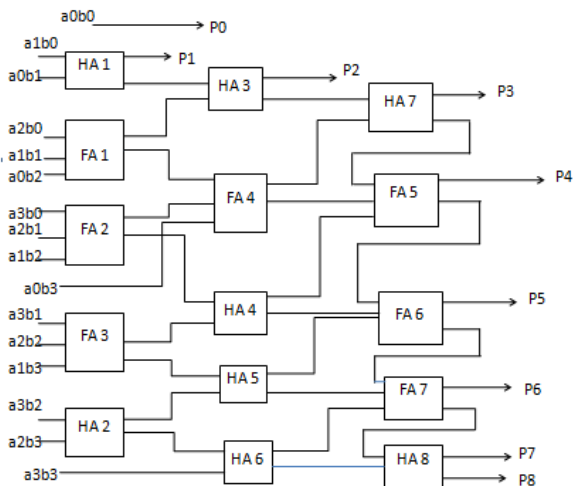 a0b0
P0
a1b0
a0b1
HA 1
P1
HA 3
P2
HA 7
P3
a2b0
a1b1
a0b2
FA 1
FA 4
FA 5
P4
a3b0
a2b1
a1b2
FA 2
a0b3
HA 4
FA 6
P5
a3b1
a2b2
a1b3
FA 3
HA 5
FA 7
P6
a3b2
a2b3
HA 2
HA 6
HA 8
P7
P8
a3b3